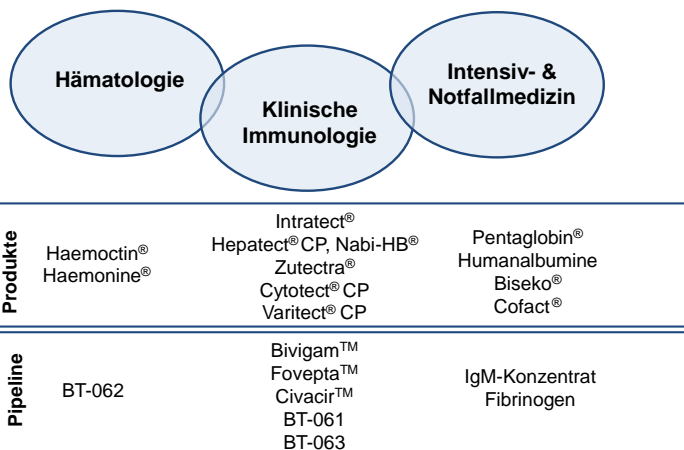 Hämatologie
Klinische
Immunologie
Intensiv- &
Notfallmedizin
Produkte
Haemoctin®
Haemonine®
Intratect®
Hepatect® CP, Nabi-HB®
Zutectra®
Cytotect® CP
Varitect® CP
Pentaglobin®
Humanalbumine
Biseko®
Cofact®
Pipeline
BT-062
Bivigam™
Fovepta™
Civacir™
BT-061
BT-063
IgM-Konzentrat
Fibrinogen